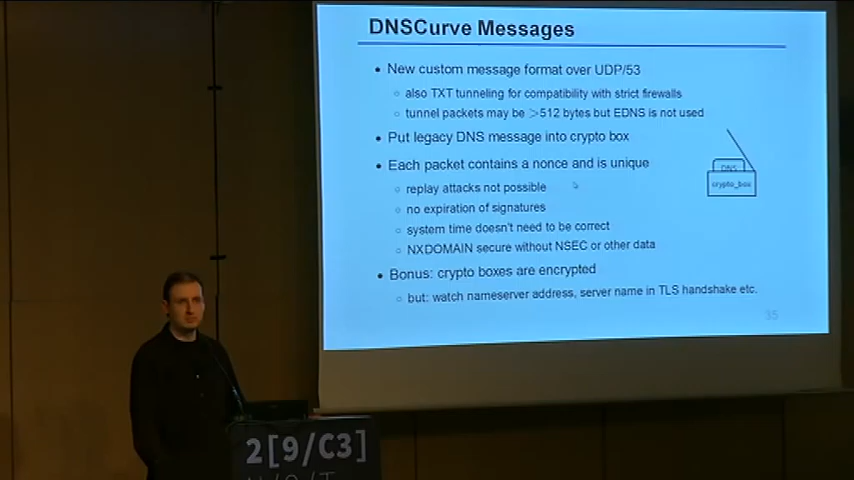 DNSCurve Messages
• New custom message format over UDP/53
○ also TXT tunneling for compatibility with strict firewalls
○ tunnel packets may be >512 bytes but EDNS is not used
• Put legacy DNS message into crypto box
• Each packet contains a nonce and is unique
○ replay attacks not possible
○ no expiration of signatures
○ system time doesn't need to be correct
○ NXDOMAIN secure without NSEC or other data
• Bonus: crypto boxes are encrypted
○ but: watch nameserver address, server name in TLS handshake etc.
DNS
crypto_box
35
2[9/C3]